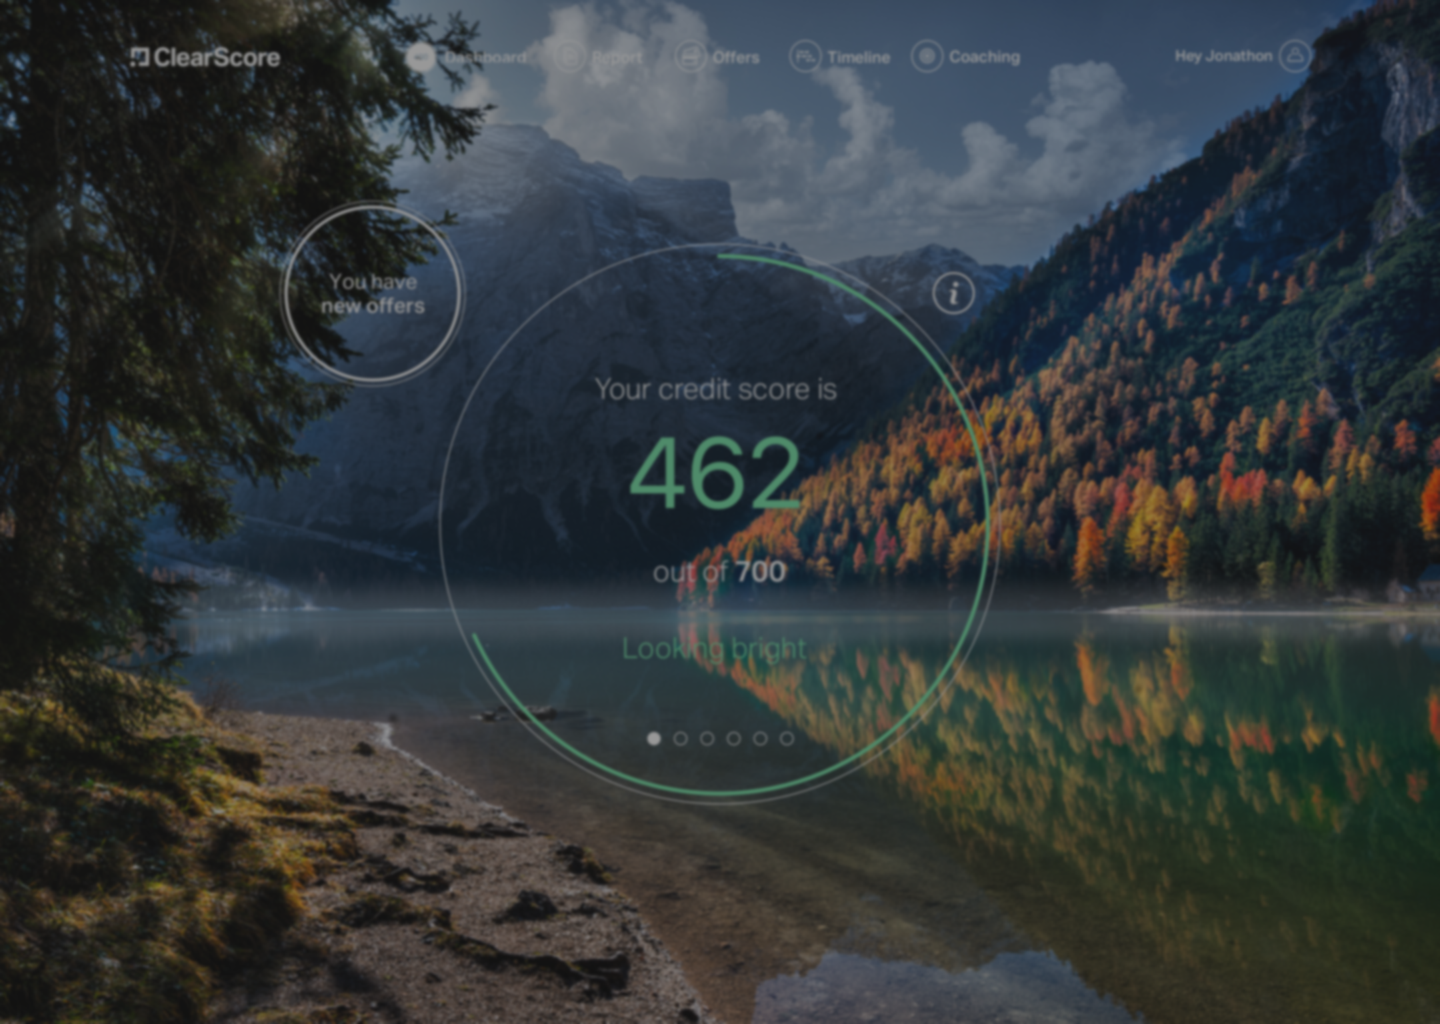 ClearScore
Dashboard
Report
Offers
Timeline
Coaching
Hey Jonathon
You have
new offers
i
Your credit score is
462
out of 700
Looking bright